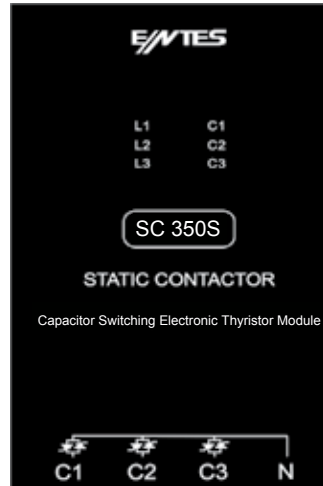 ENTES
L1 C1
L2 C2
L3 C3
SC 350S
STATIC CONTACTOR
Capacitor Switching Electronic Thyristor Module
C1 C2 C3 N